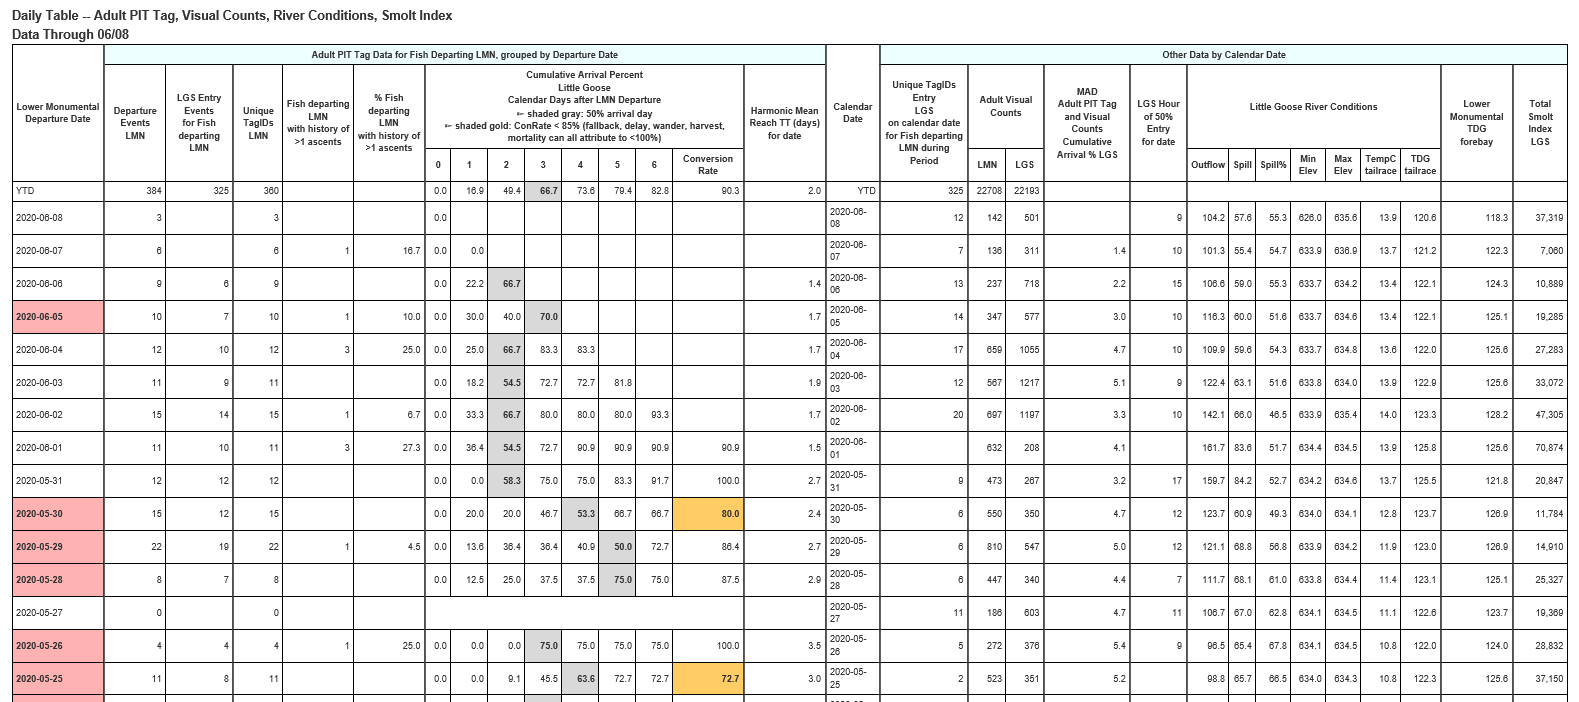 Daily Table -- Adult PIT Tag, Visual Counts, River Conditions, Smolt Index
Data Through 06/08
Adult PIT Tag Data for Fish Departing LMN, grouped by Departure Date
Other Data by Calendar Date
Lower Monumental
Departure Date
Departure
Events
LMN
LGS Entry
Events
for Fish
departing
LMN
Unique
TagIDs
LMN
Fish departing
LMN
with history of
>1 ascents
% Fish
departing
LMN
with history of
>1 ascents
Cumulative Arrival Percent
Little Goose
Calendar Days after LMN Departure
➳ shaded gray: 50% arrival day
➳ shaded gold: ConRate < 85% (fallback, delay, wander, harvest,
mortality can all attribute to <100%)
0 1 2 3 4 5 6 Conversion
Rate
Harmonic Mean
Reach TT (days)
for date
Calendar
Date
Unique TagIDs
Entry
LGS
on calendar date
for Fish departing
LMN during
Period
Adult Visual
Counts
LMN LGS
MAD
Adult PIT Tag
and Visual
Counts
Cumulative
Arrival % LGS
LGS Hour
of 50%
Entry
for date
Little Goose River Conditions
Outflow Spill Spill% Min
Elev Max
Elev TempC
tailrace TDG
tailrace
Lower
Monumental
TDG
forebay
Total
Smolt
Index
LGS
YTD 384 325 360 0.0 16.9 49.4 66.7 73.6 79.4 82.8 90.3 2.0 YTD 325 22708 22193
2020-06-08 3 3 0.0 2020-06-
08 12 142 501 9 104.2 57.6 55.3 626.0 635.6 13.9 120.6 118.3 37,319
2020-06-07 6 6 1 16.7 0.0 0.0 2020-06-
07 7 136 311 1.4 10 101.3 55.4 54.7 633.9 636.9 13.7 121.2 122.3 7,060
2020-06-06 9 6 9 0.0 22.2 66.7 1.4 2020-06-
06 13 237 718 2.2 15 106.6 59.0 55.3 633.7 634.2 13.4 122.1 124.3 10,889
2020-06-05 10 7 10 1 10.0 0.0 30.0 40.0 70.0 1.7 2020-06-
05 14 347 577 3.0 10 116.3 60.0 51.6 633.7 634.6 13.4 122.1 125.1 19,285
2020-06-04 12 10 12 3 25.0 0.0 25.0 66.7 83.3 83.3 1.7 2020-06-
04 17 659 1055 4.7 10 109.9 59.6 54.3 633.7 634.8 13.6 122.0 125.6 27,283
2020-06-03 11 9 11 0.0 18.2 54.5 72.7 72.7 81.8 1.9 2020-06-
03 12 567 1217 5.1 9 122.4 63.1 51.6 633.8 634.0 13.9 122.9 125.6 33,072
2020-06-02 15 14 15 1 6.7 0.0 33.3 66.7 80.0 80.0 80.0 93.3 1.7 2020-06-
02 20 697 1197 3.3 10 142.1 66.0 46.5 633.9 635.4 14.0 123.3 128.2 47,305
2020-06-01 11 10 11 3 27.3 0.0 36.4 54.5 72.7 90.9 90.9 90.9 90.9 1.5 2020-06-
01 632 208 4.1 161.7 83.6 51.7 634.4 634.5 13.9 125.8 125.6 70,874
2020-05-31 12 12 12 0.0 0.0 58.3 75.0 75.0 83.3 91.7 100.0 2.7 2020-05-
31 9 473 267 3.2 17 159.7 84.2 52.7 634.2 634.6 13.7 125.5 121.8 20,847
2020-05-30 15 12 15 0.0 20.0 20.0 46.7 53.3 66.7 66.7 80.0 2.4 2020-05-
30 6 550 350 4.7 12 123.7 60.9 49.3 634.0 634.1 12.8 123.7 126.9 11,784
2020-05-29 22 19 22 1 4.5 0.0 13.6 36.4 36.4 40.9 50.0 72.7 86.4 2.7 2020-05-
29 6 810 547 5.0 12 121.1 68.8 56.8 633.9 634.2 11.9 123.0 126.9 14,910
2020-05-28 8 7 8 0.0 12.5 25.0 37.5 37.5 75.0 75.0 87.5 2.9 2020-05-
28 6 447 340 4.4 7 111.7 68.1 61.0 633.8 634.4 11.4 123.1 125.1 25,327
2020-05-27 0 0 2020-05-
27 11 186 603 4.7 11 106.7 67.0 62.8 634.1 634.5 11.1 122.6 123.7 19,369
2020-05-26 4 4 4 1 25.0 0.0 0.0 0.0 75.0 75.0 75.0 75.0 100.0 3.5 2020-05-
26 5 272 376 5.4 9 96.5 65.4 67.8 634.1 634.5 10.8 122.0 124.0 28,832
2020-05-25 11 8 11 0.0 0.0 9.1 45.5 63.6 72.7 72.7 72.7 3.0 2020-05-
25 2 523 351 5.2 98.8 65.7 66.5 634.0 634.3 10.8 122.3 125.6 37,150